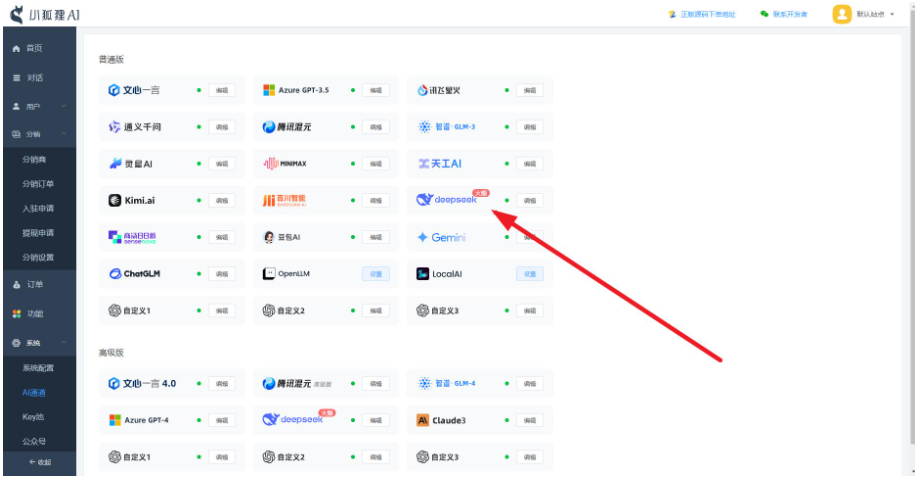 小狐狸AI
正版源码下单地址 联系开发商 默认站点
首页
对话
用户
分销
分销商
分销订单
入驻申请
提现申请
分销设置
订单
功能
系统
系统配置
AI通道
Key池
公众号
收起
普通版
文心一言 编辑 Azure GPT-3.5 编辑 讯飞星火 编辑
通义千问 编辑 腾讯混元 编辑 智谱·GLM-3 编辑
灵犀AI 编辑 MINIMAX 编辑 天工AI 编辑
Kimi.ai 编辑 百川智能 BAICHUAN AI 编辑 deepseek 火爆 编辑
商汤日日新 sensenova 编辑 豆包AI 编辑 Gemini 编辑
ChatGLM 编辑 OpenLLM 设置 LocalAI 设置
自定义1 编辑 自定义2 编辑 自定义3 编辑
高级版
文心一言 4.0 编辑 腾讯混元 高级版 编辑 智谱·GLM-4 编辑
Azure GPT-4 编辑 deepseek 火爆 编辑 Claude3 编辑
自定义1 编辑 自定义2 编辑 自定义3 编辑